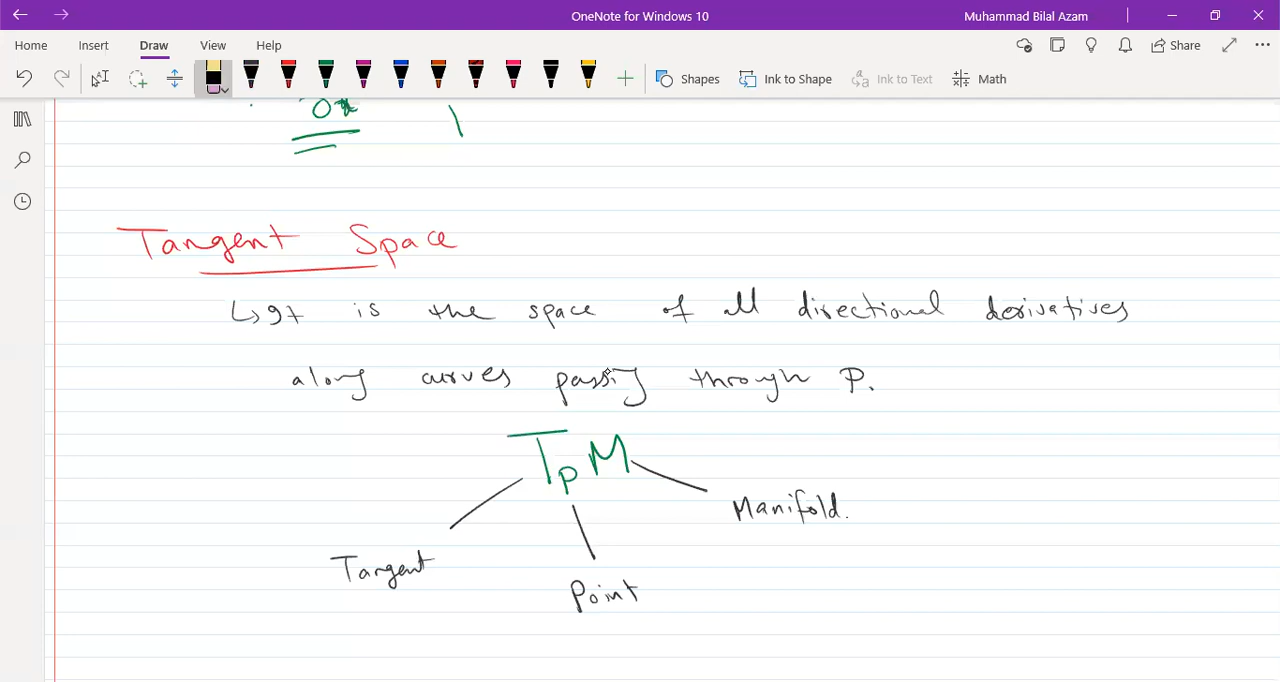 OneNote for Windows 10
Muhammad Bilal Azam
Home Insert Draw View Help
Share
Shapes
Ink to Shape
Ink to Text
Math
Tangent Space
↳ It is the space of all directional derivatives
along curves passing through P.
TpM
Manifold.
Tangent
Point